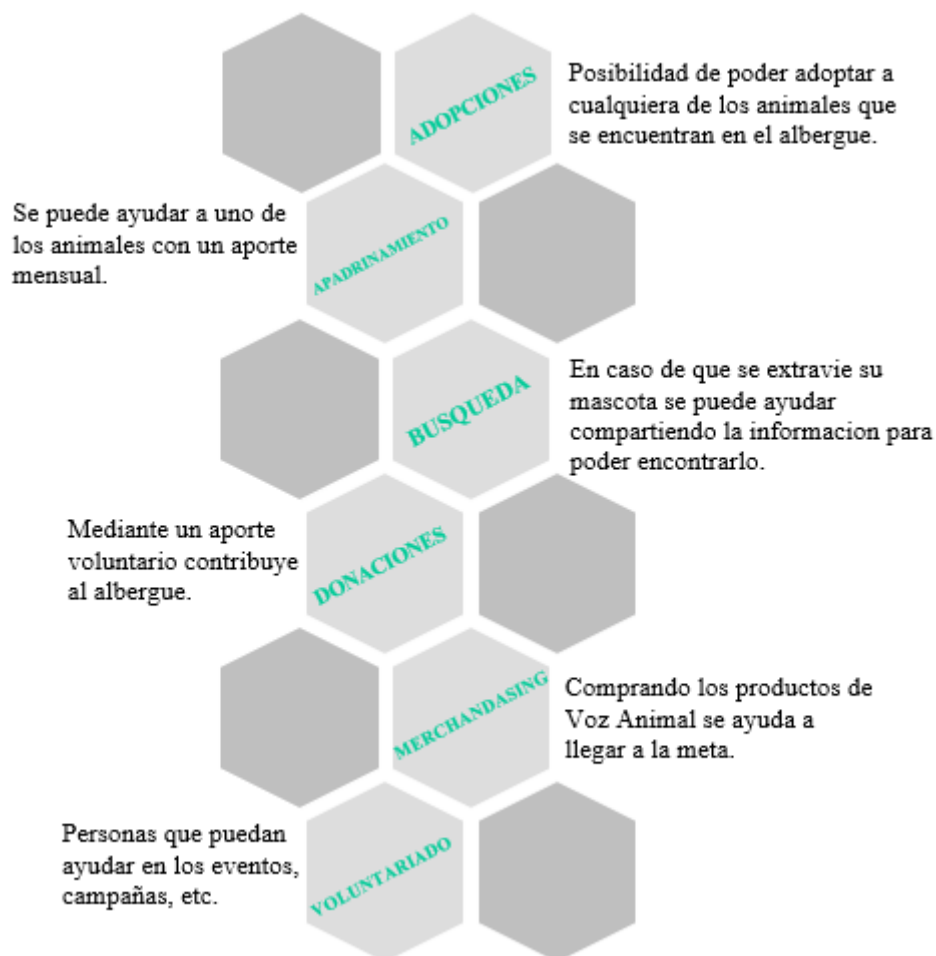 ADOPCIONES
Posibilidad de poder adoptar a
cualquiera de los animales que
se encuentran en el albergue.
Se puede ayudar a uno de
los animales con un aporte
mensual.
APADRINAMIENTO
BUSQUEDA
En caso de que se extravie su
mascota se puede ayudar
compartiendo la informacion para
poder encontrarlo.
Mediante un aporte
voluntario contribuye
al albergue.
DONACIONES
MERCHANDASING
Comprando los productos de
Voz Animal se ayuda a
llegar a la meta.
Personas que puedan
ayudar en los eventos,
campañas, etc.
VOLUNTARIADO